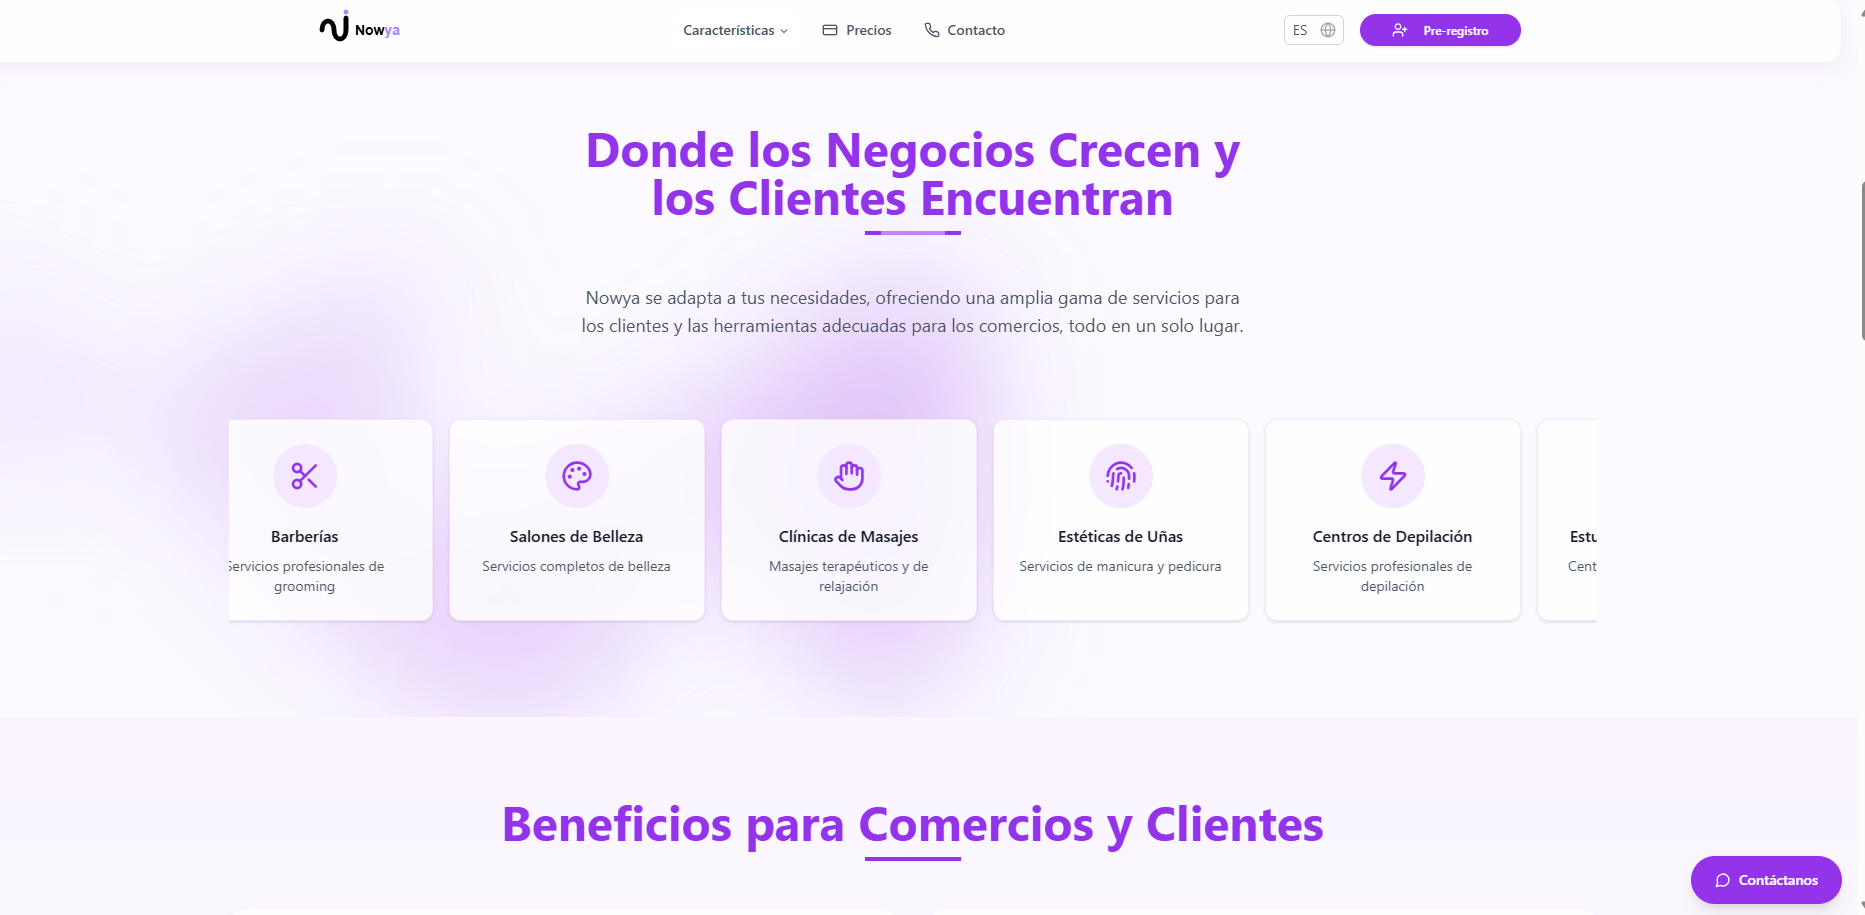 Nowya
Características
Precios
Contacto
ES
Pre-registro
Donde los Negocios Crecen y
los Clientes Encuentran
Nowya se adapta a tus necesidades, ofreciendo una amplia gama de servicios para
los clientes y las herramientas adecuadas para los comercios, todo en un solo lugar.
Barberías
Servicios profesionales de
grooming
Salones de Belleza
Servicios completos de belleza
Clínicas de Masajes
Masajes terapéuticos y de
relajación
Estéticas de Uñas
Servicios de manicura y pedicura
Centros de Depilación
Servicios profesionales de
depilación
Estu
Cent
Beneficios para Comercios y Clientes
Contáctanos